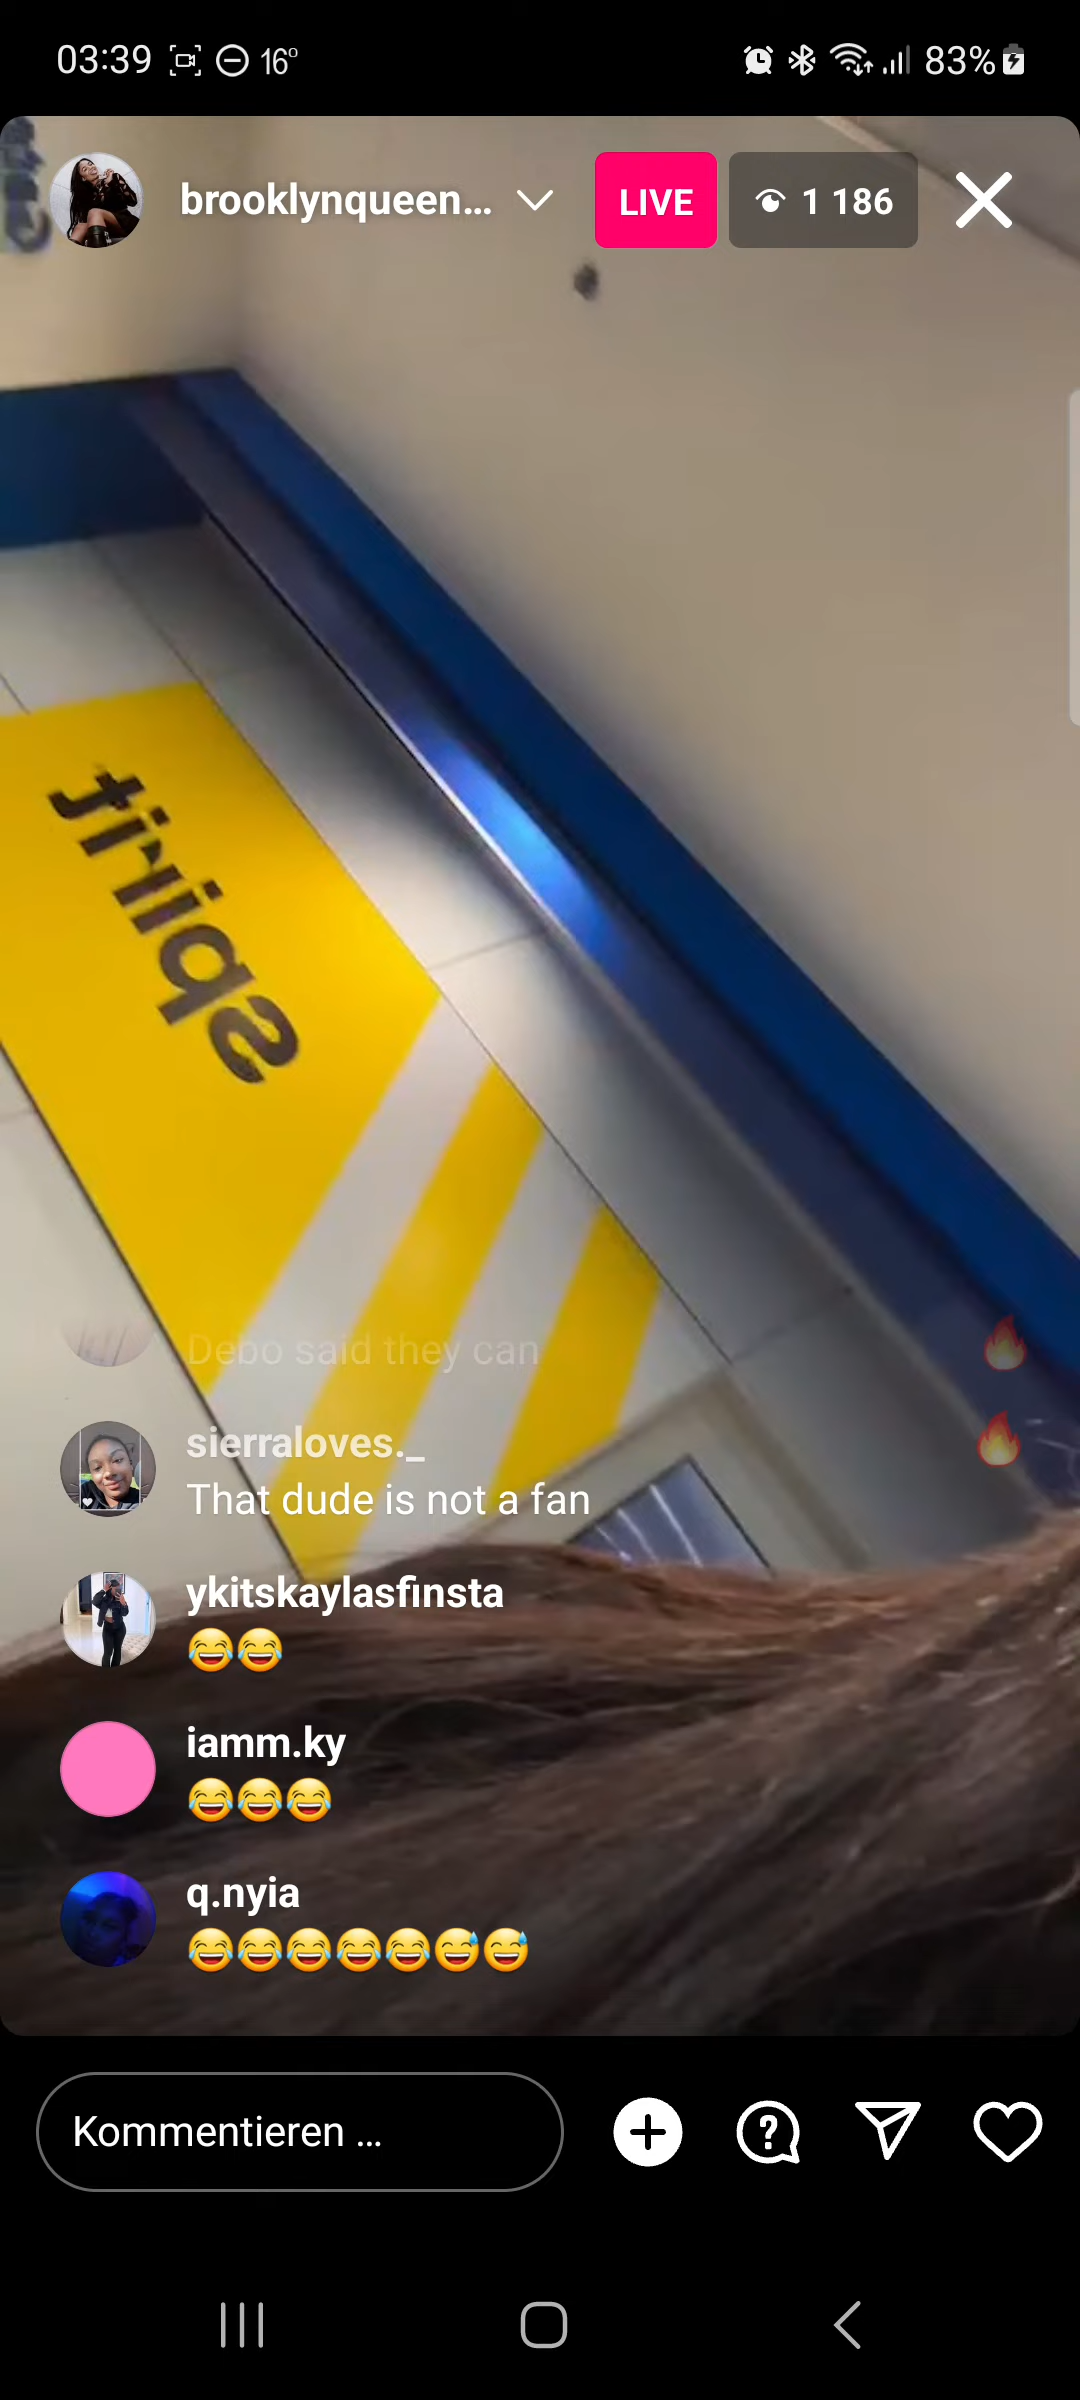 03:39 16°
83%
brooklynqueen...
LIVE
1 186
spirit
Debo said they can
sierraloves._
That dude is not a fan
ykitskaylasfinsta
😂😂
iamm.ky
😂😂😂
q.nyia
😂😂😂😂😂😅😅
Kommentieren ...